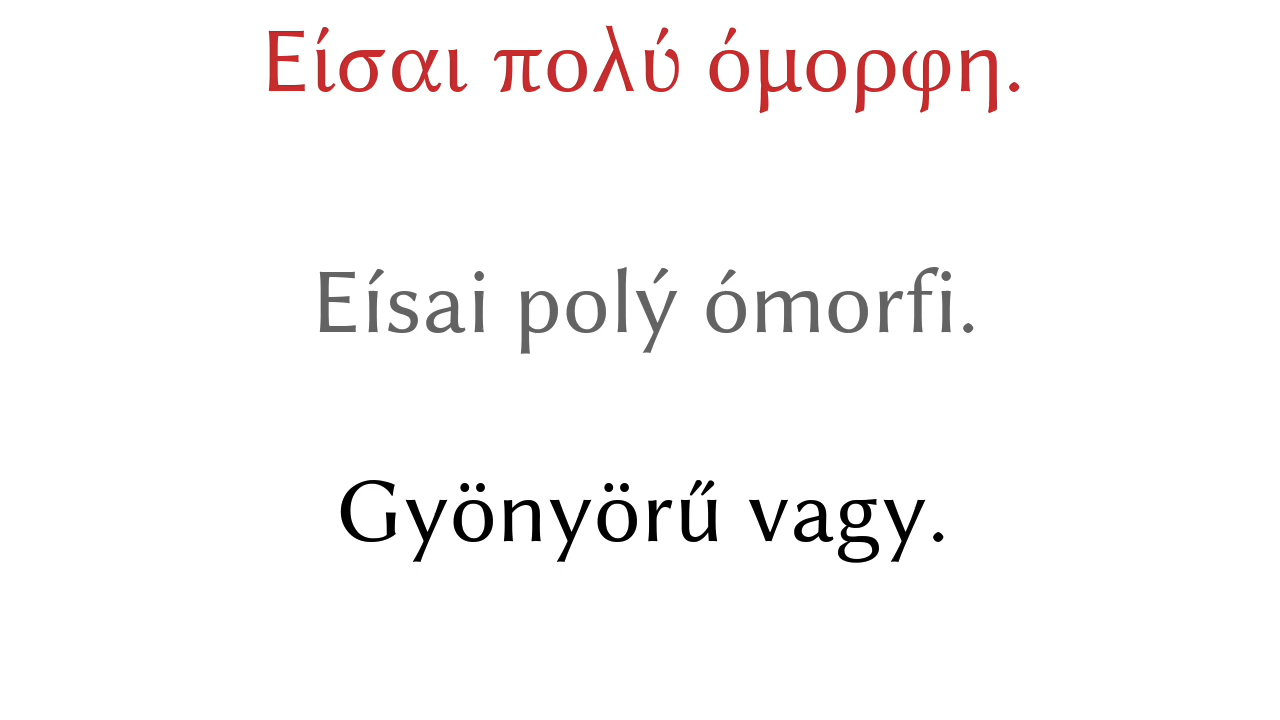 Είσαι πολύ όμορφη.
Eísai polý ómorfi.
Gyönyörű vagy.